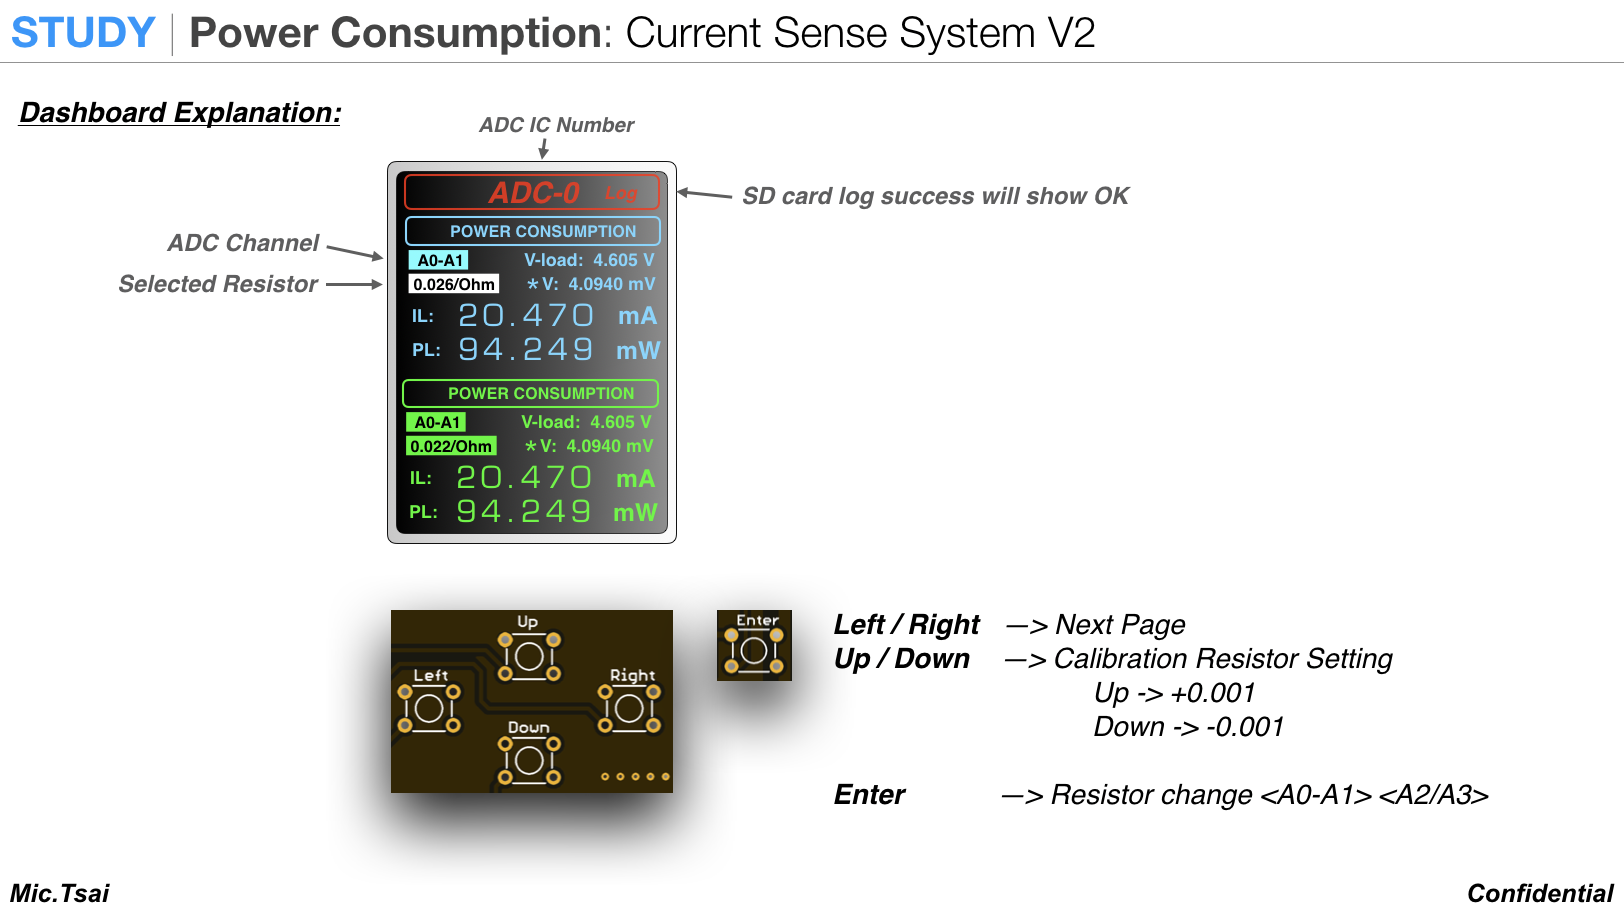 STUDY | Power Consumption: Current Sense System V2
Dashboard Explanation:
ADC IC Number
ADC-0 Log
SD card log success will show OK
POWER CONSUMPTION
ADC Channel
A0-A1 V-load: 4.605 V
Selected Resistor
0.026/Ohm *V: 4.0940 mV
IL: 20.470 mA
PL: 94.249 mW
POWER CONSUMPTION
A0-A1 V-load: 4.605 V
0.022/Ohm *V: 4.0940 mV
IL: 20.470 mA
PL: 94.249 mW
Up
Left
Right
Down
Enter
Left / Right —> Next Page
Up / Down —> Calibration Resistor Setting
Up -> +0.001
Down -> -0.001
Enter —> Resistor change <A0-A1> <A2/A3>
Mic.Tsai
Confidential